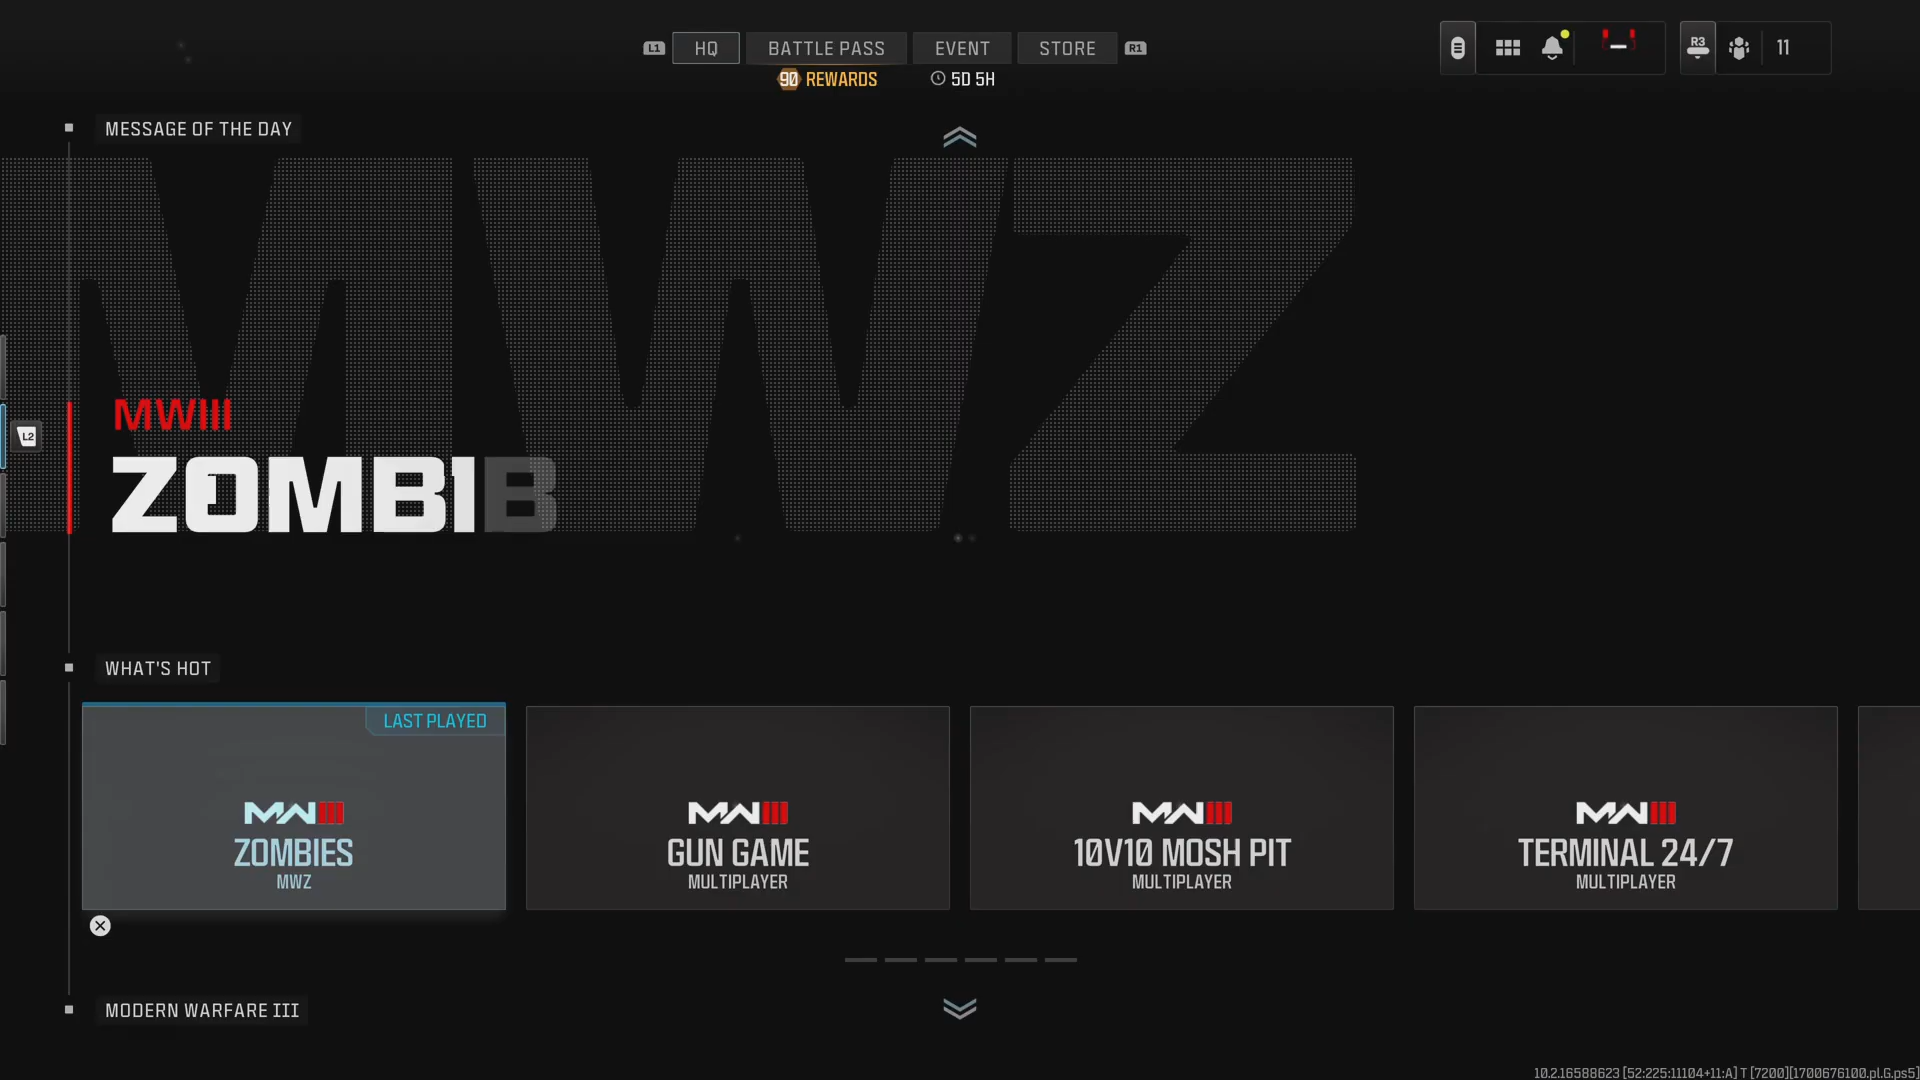 L1 HQ BATTLE PASS EVENT STORE R1
90 REWARDS 5D 5H
R3 11
MESSAGE OF THE DAY
MWZ
MWIII
ZOMBIB
L2
WHAT'S HOT
LAST PLAYED
MWIII
ZOMBIES
MWZ
MWIII
GUN GAME
MULTIPLAYER
MWIII
10V10 MOSH PIT
MULTIPLAYER
MWIII
TERMINAL 24/7
MULTIPLAYER
MODERN WARFARE III
10.2.16588623 [52:225:11104+11:A] T [7200][1700676100.pl.G.ps5]